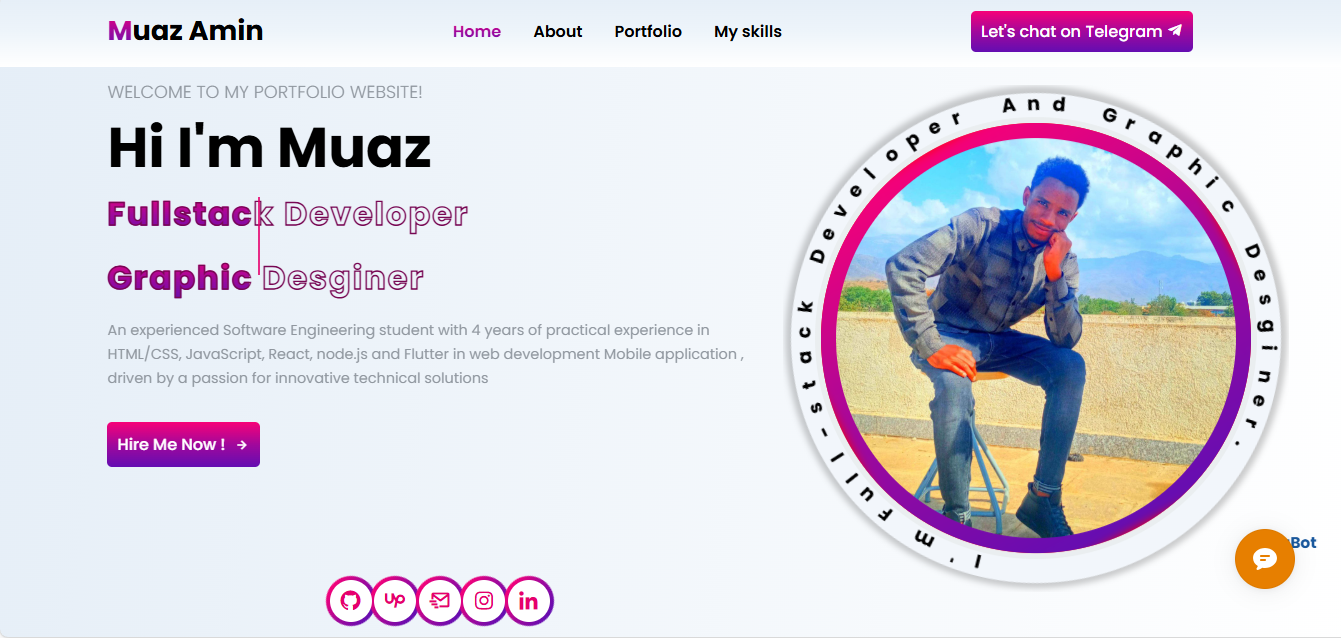 Muaz Amin
Home
About
Portfolio
My skills
Let's chat on Telegram
WELCOME TO MY PORTFOLIO WEBSITE!
Hi I'm Muaz
Fullstack Developer
Graphic Desginer
An experienced Software Engineering student with 4 years of practical experience in
HTML/CSS, JavaScript, React, node.js and Flutter in web development Mobile application ,
driven by a passion for innovative technical solutions
Hire Me Now !
I'm Full-stack Developer And Graphic Desginer.
up
in
Bot